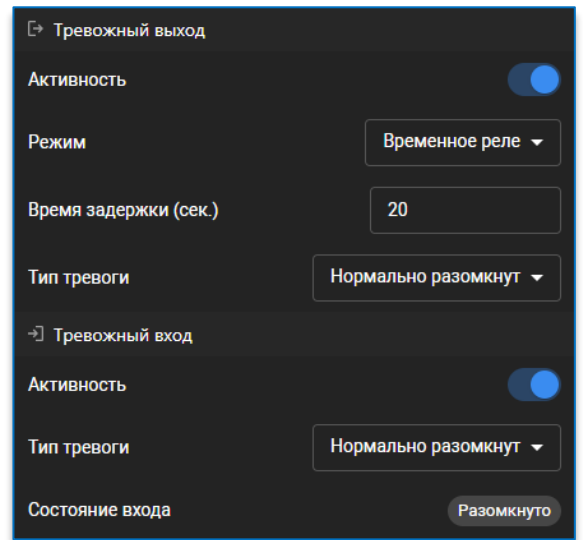 Тревожный выход
Активность
Режим Временное реле
Время задержки (сек.) 20
Тип тревоги Нормально разомкнут
Тревожный вход
Активность
Тип тревоги Нормально разомкнут
Состояние входа Разомкнуто